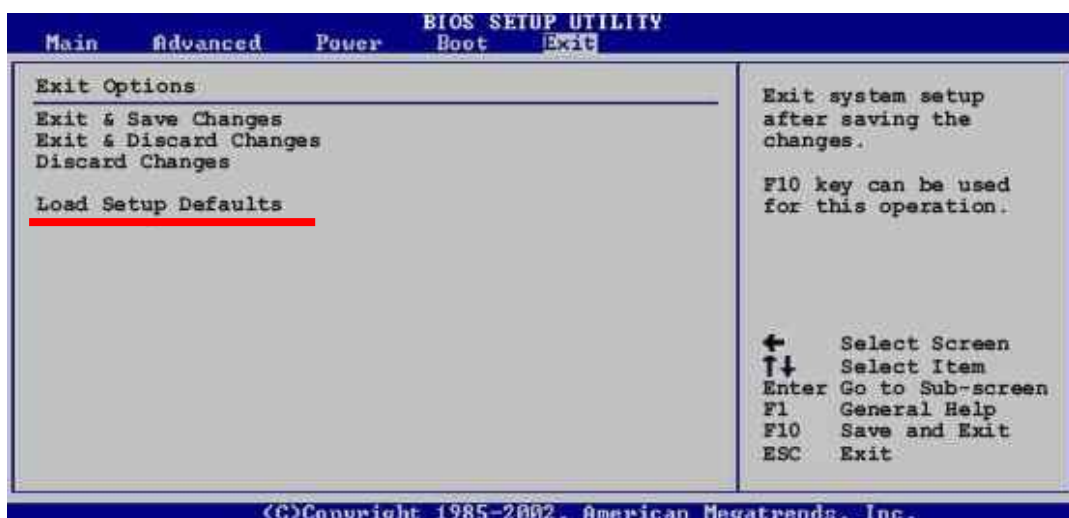 BIOS SETUP UTILITY
Main Advanced Power Boot Exit
Exit Options
Exit & Save Changes
Exit & Discard Changes
Discard Changes
Load Setup Defaults
Exit system setup
after saving the
changes.
F10 key can be used
for this operation.
← Select Screen
↑↓ Select Item
Enter Go to Sub-screen
F1 General Help
F10 Save and Exit
ESC Exit
(C)Copyright 1985-2002, American Megatrends, Inc.